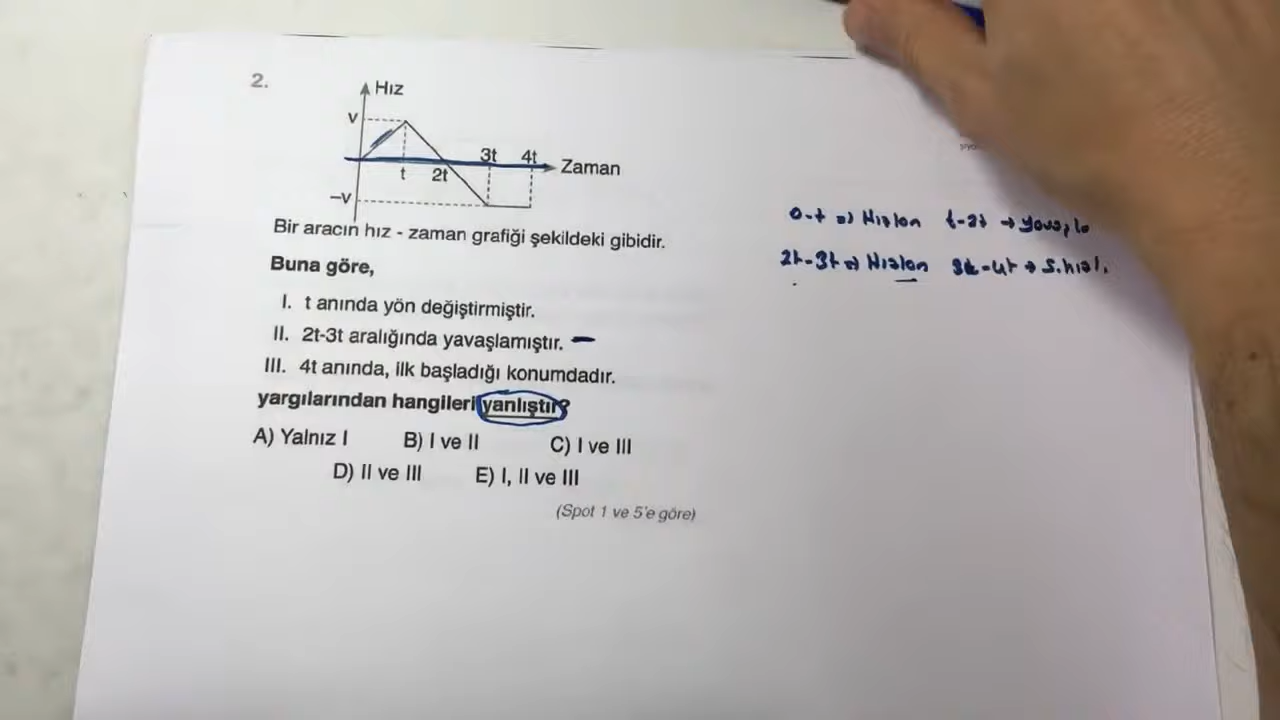 2.
Hız
v
3t 4t
Zaman
t 2t
–v
Bir aracın hız - zaman grafiği şekildeki gibidir.
Buna göre,
I. t anında yön değiştirmiştir.
II. 2t-3t aralığında yavaşlamıştır.
III. 4t anında, ilk başladığı konumdadır.
yargılarından hangileri yanlıştır?
A) Yalnız I B) I ve II C) I ve III
D) II ve III E) I, II ve III
(Spot 1 ve 5'e göre)
0-t => Hızlan t-2t → yavaşla
2t-3t => Hızlan 3t-4t → S.hızl.